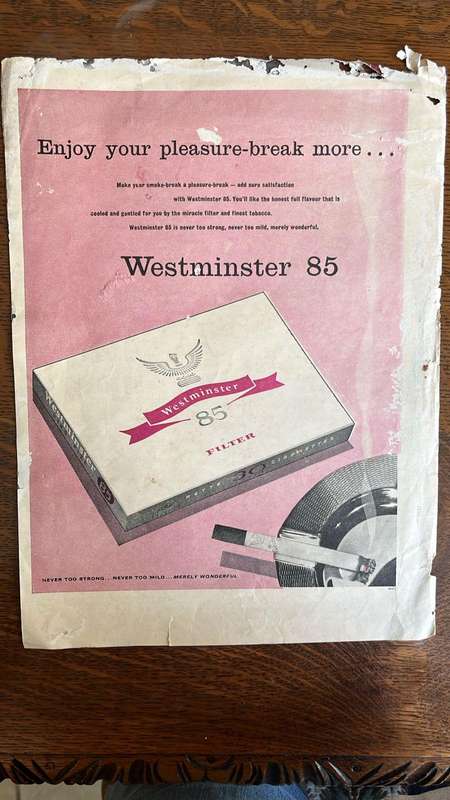 Enjoy your pleasure-break more...
Make your smoke-break a pleasure-break — add sure satisfaction
with Westminster 85. You'll like the honest full flavour that is
cooled and gentled for you by the miracle filter and finest tobacco.
Westminster 85 is never too strong, never too mild, merely wonderful.
Westminster 85
Westminster
85
FILTER
Westminster 85
NETTO 30 CIGARETTES
NEVER TOO STRONG... NEVER TOO MILD... MERELY WONDERFUL